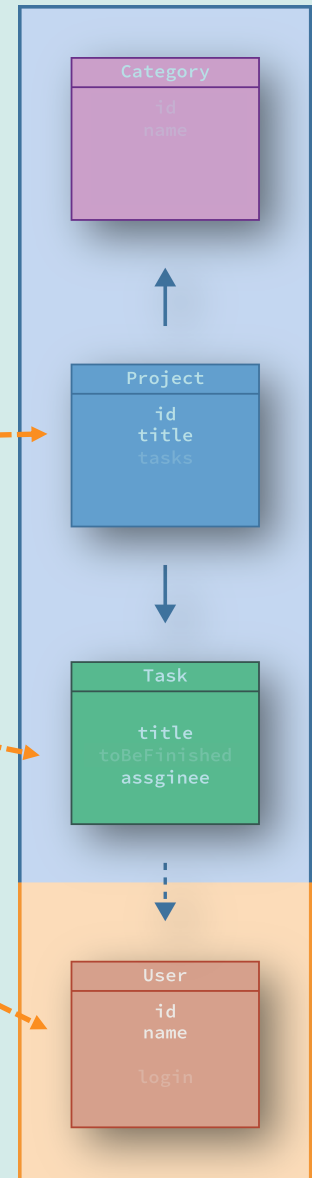 Category
id
name
Project
id
title
tasks
Task
title
toBeFinished
assginee
User
id
name
login